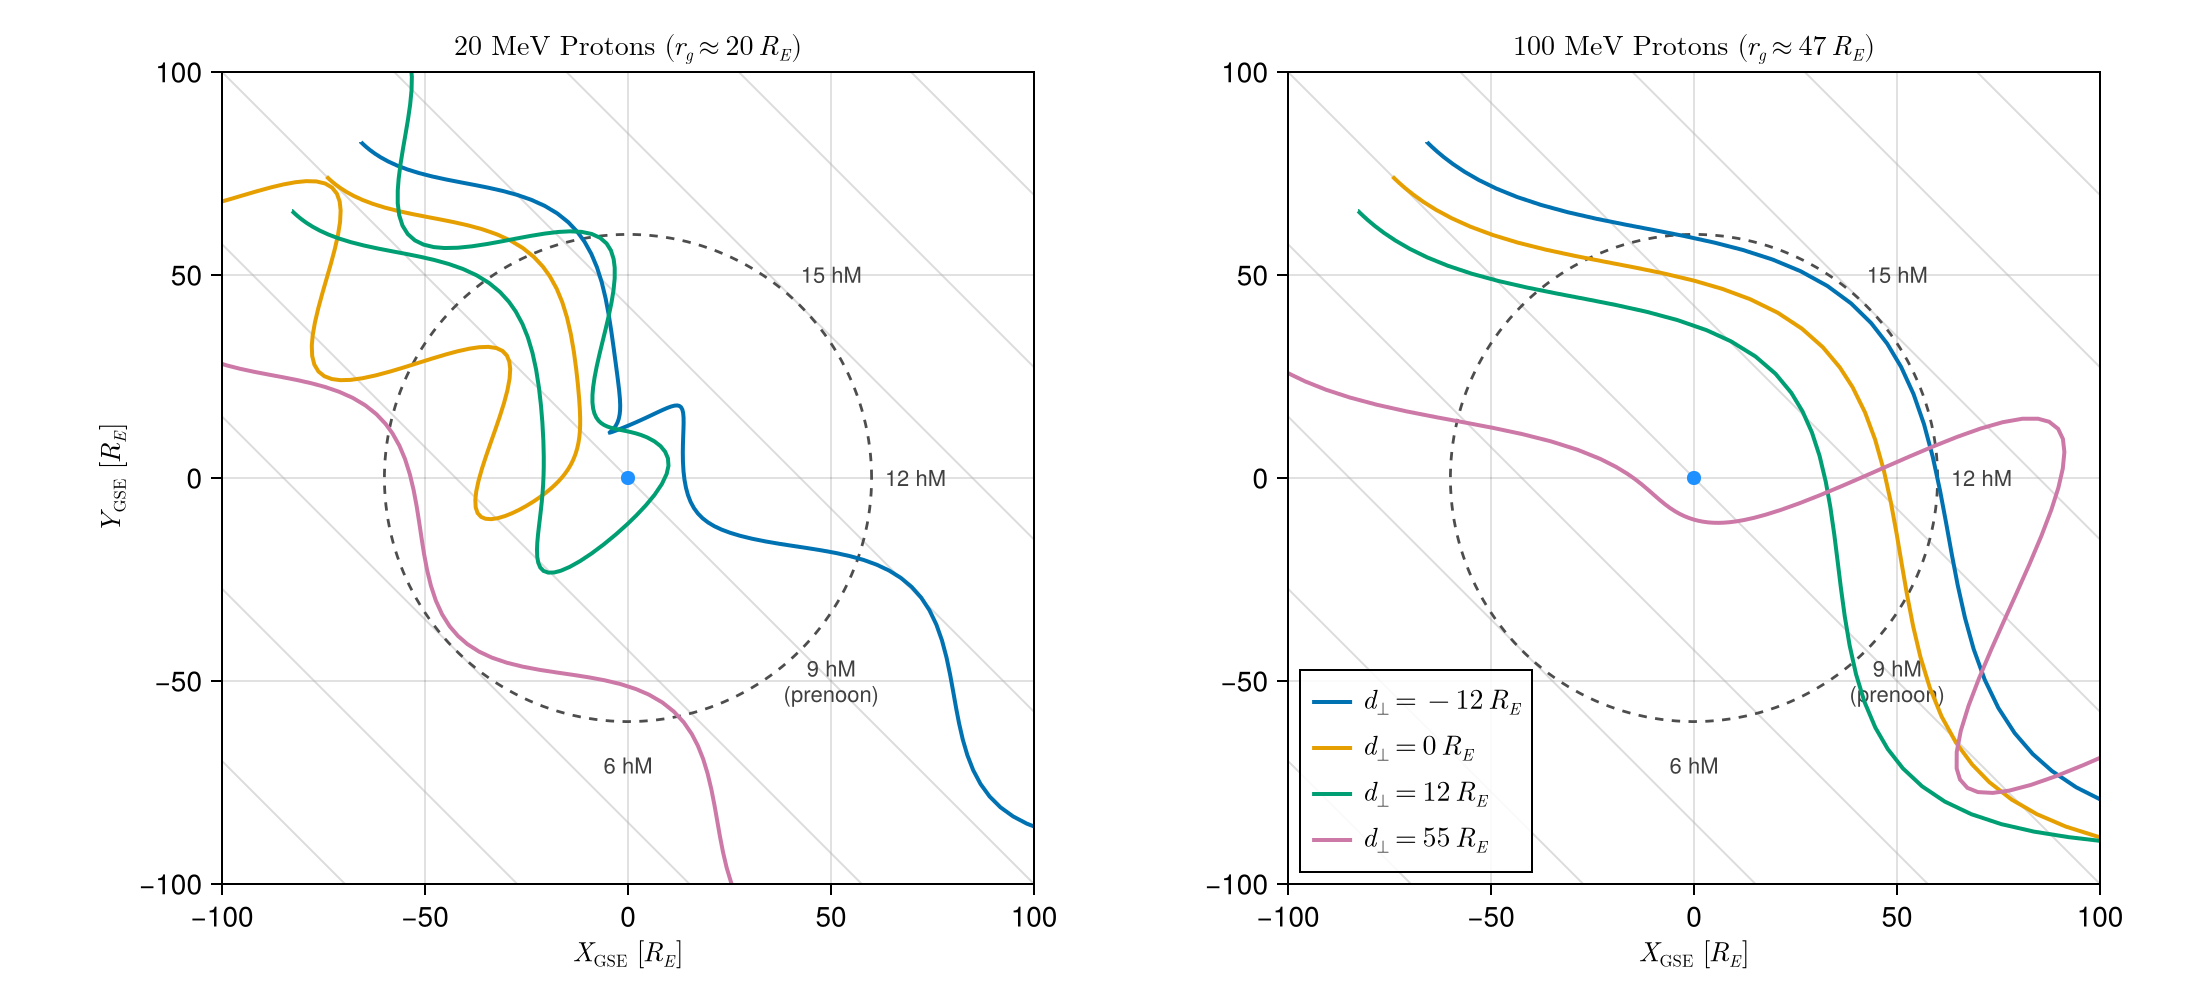 20 MeV Protons (r_g ≈ 20 R_E)
100
50
0
−50
−100
Y_GSE [R_E]
15 hM
12 hM
9 hM
(prenoon)
6 hM
−100 −50 0 50 100
X_GSE [R_E]
100 MeV Protons (r_g ≈ 47 R_E)
100
50
0
−50
−100
15 hM
12 hM
9 hM
(prenoon)
6 hM
d_⊥ = −12 R_E
d_⊥ = 0 R_E
d_⊥ = 12 R_E
d_⊥ = 55 R_E
−100 −50 0 50 100
X_GSE [R_E]